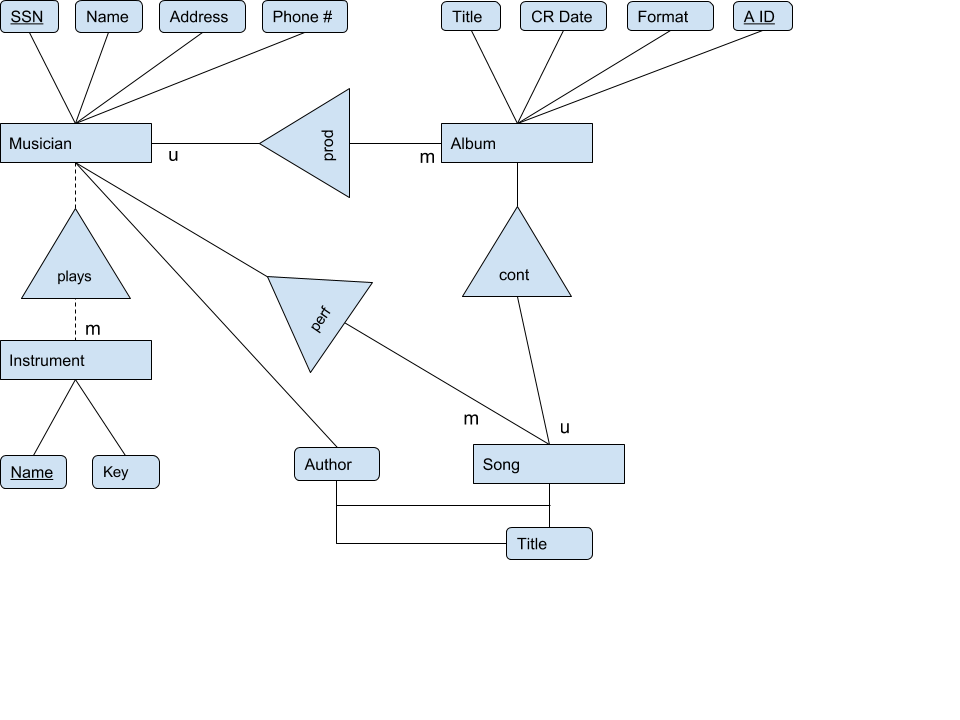 SSN
Name
Address
Phone #
Title
CR Date
Format
A ID
Musician
u
prod
m
Album
plays
cont
perf
m
Instrument
m
u
Name
Key
Author
Song
Title